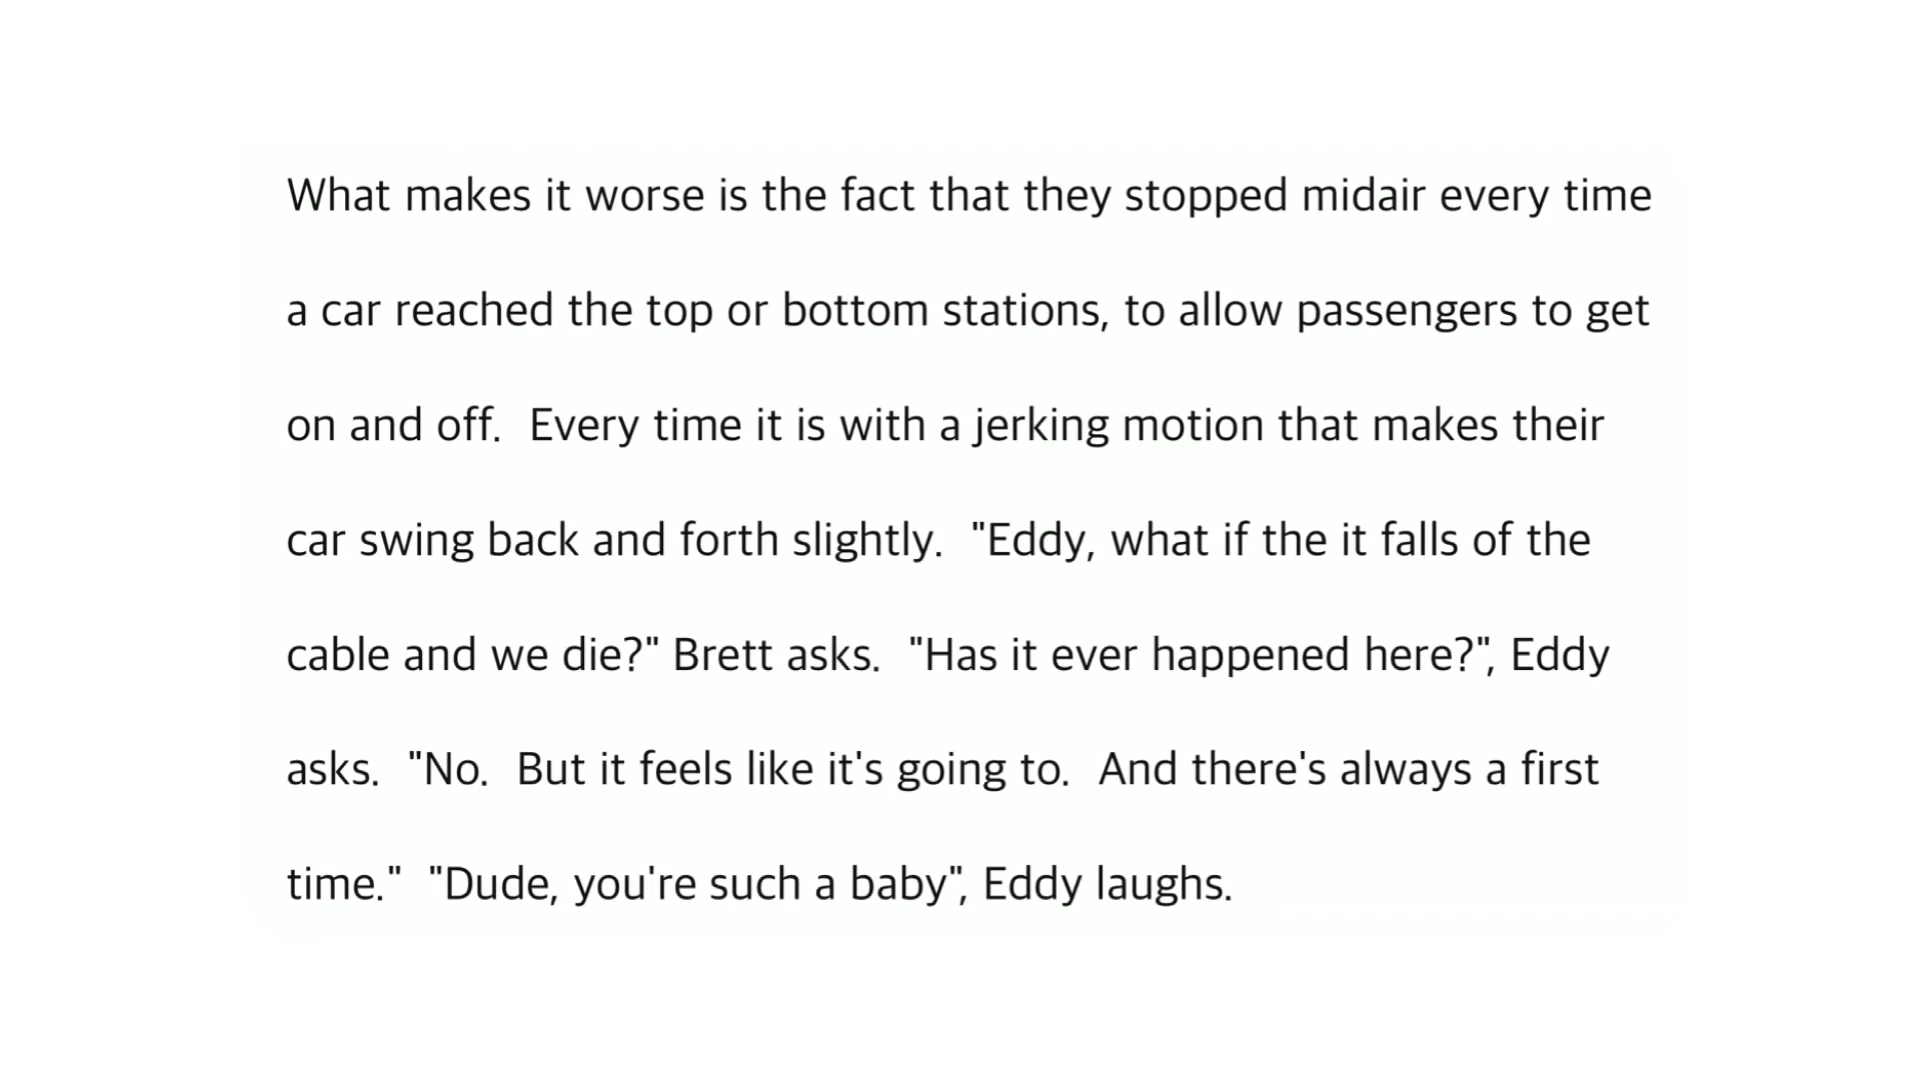 What makes it worse is the fact that they stopped midair every time
a car reached the top or bottom stations, to allow passengers to get
on and off.  Every time it is with a jerking motion that makes their
car swing back and forth slightly.  "Eddy, what if the it falls of the
cable and we die?" Brett asks.  "Has it ever happened here?", Eddy
asks.  "No.  But it feels like it's going to.  And there's always a first
time."  "Dude, you're such a baby", Eddy laughs.